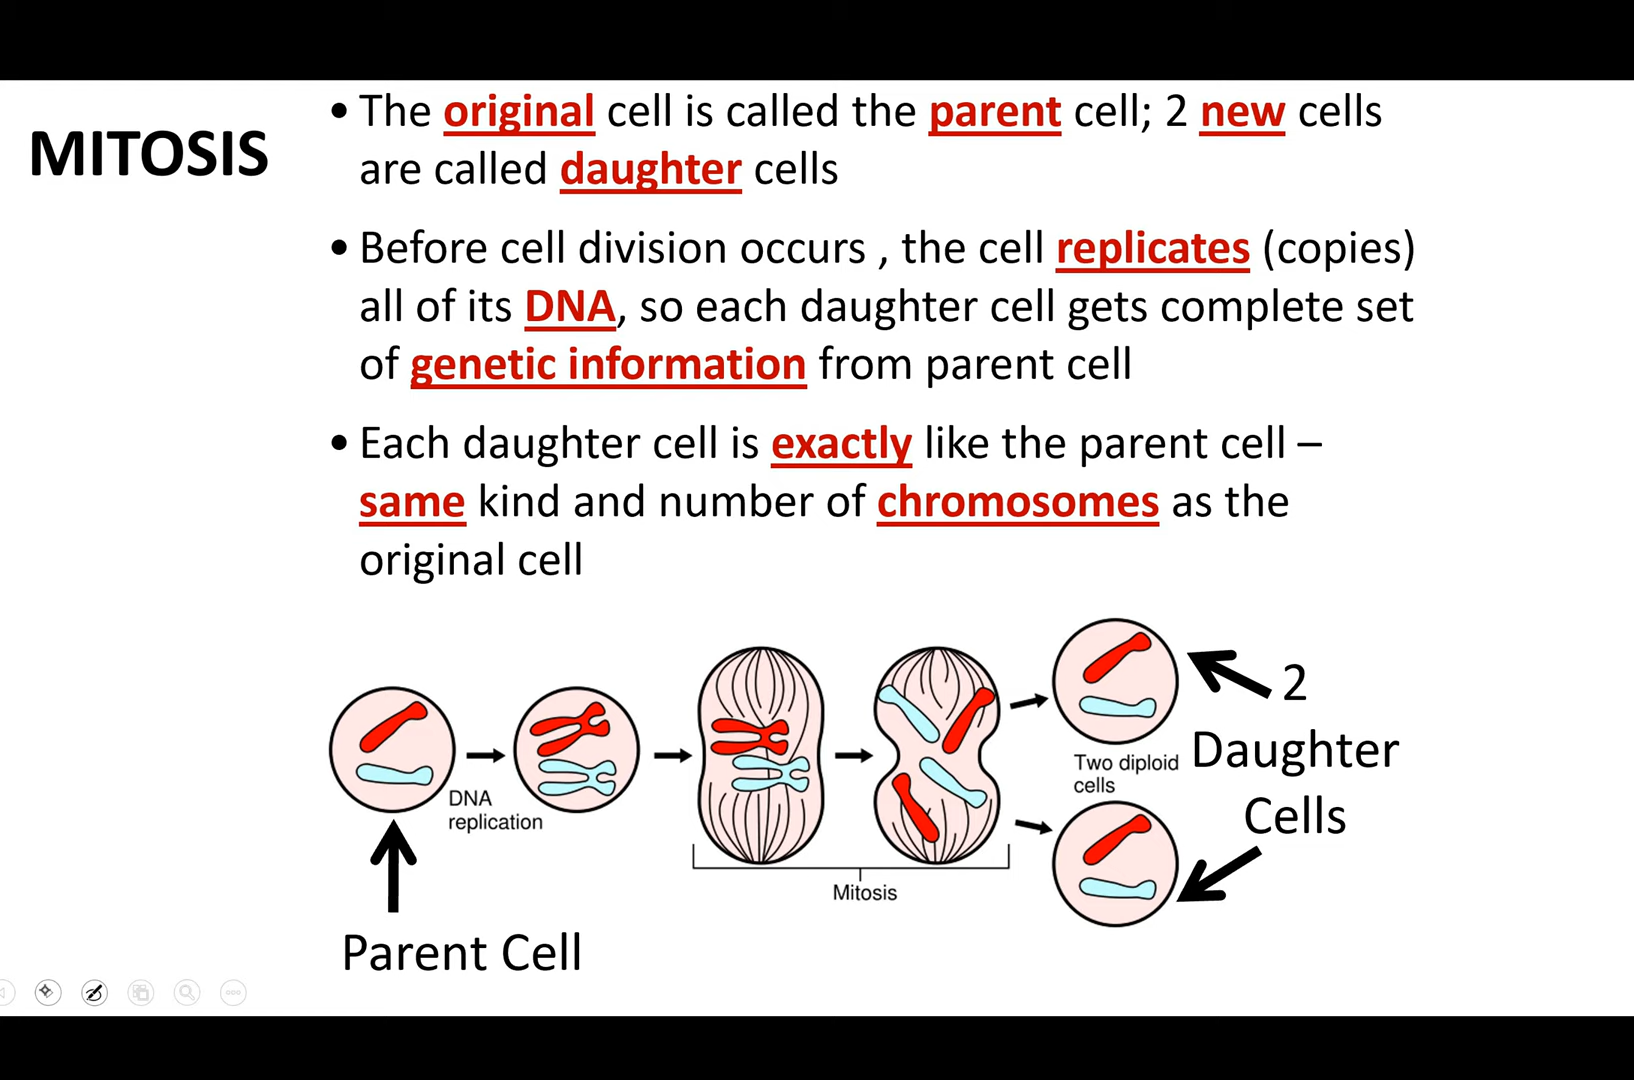 MITOSIS
• The original cell is called the parent cell; 2 new cells
are called daughter cells
• Before cell division occurs , the cell replicates (copies)
all of its DNA, so each daughter cell gets complete set
of genetic information from parent cell
• Each daughter cell is exactly like the parent cell –
same kind and number of chromosomes as the
original cell
DNA
replication
Mitosis
Two diploid
cells
2
Daughter
Cells
Parent Cell